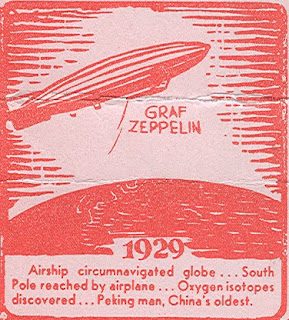 GRAF
ZEPPELIN
1929
Airship circumnavigated globe ... South
Pole reached by airplane ... Oxygen isotopes
discovered ... Peking man, China's oldest.